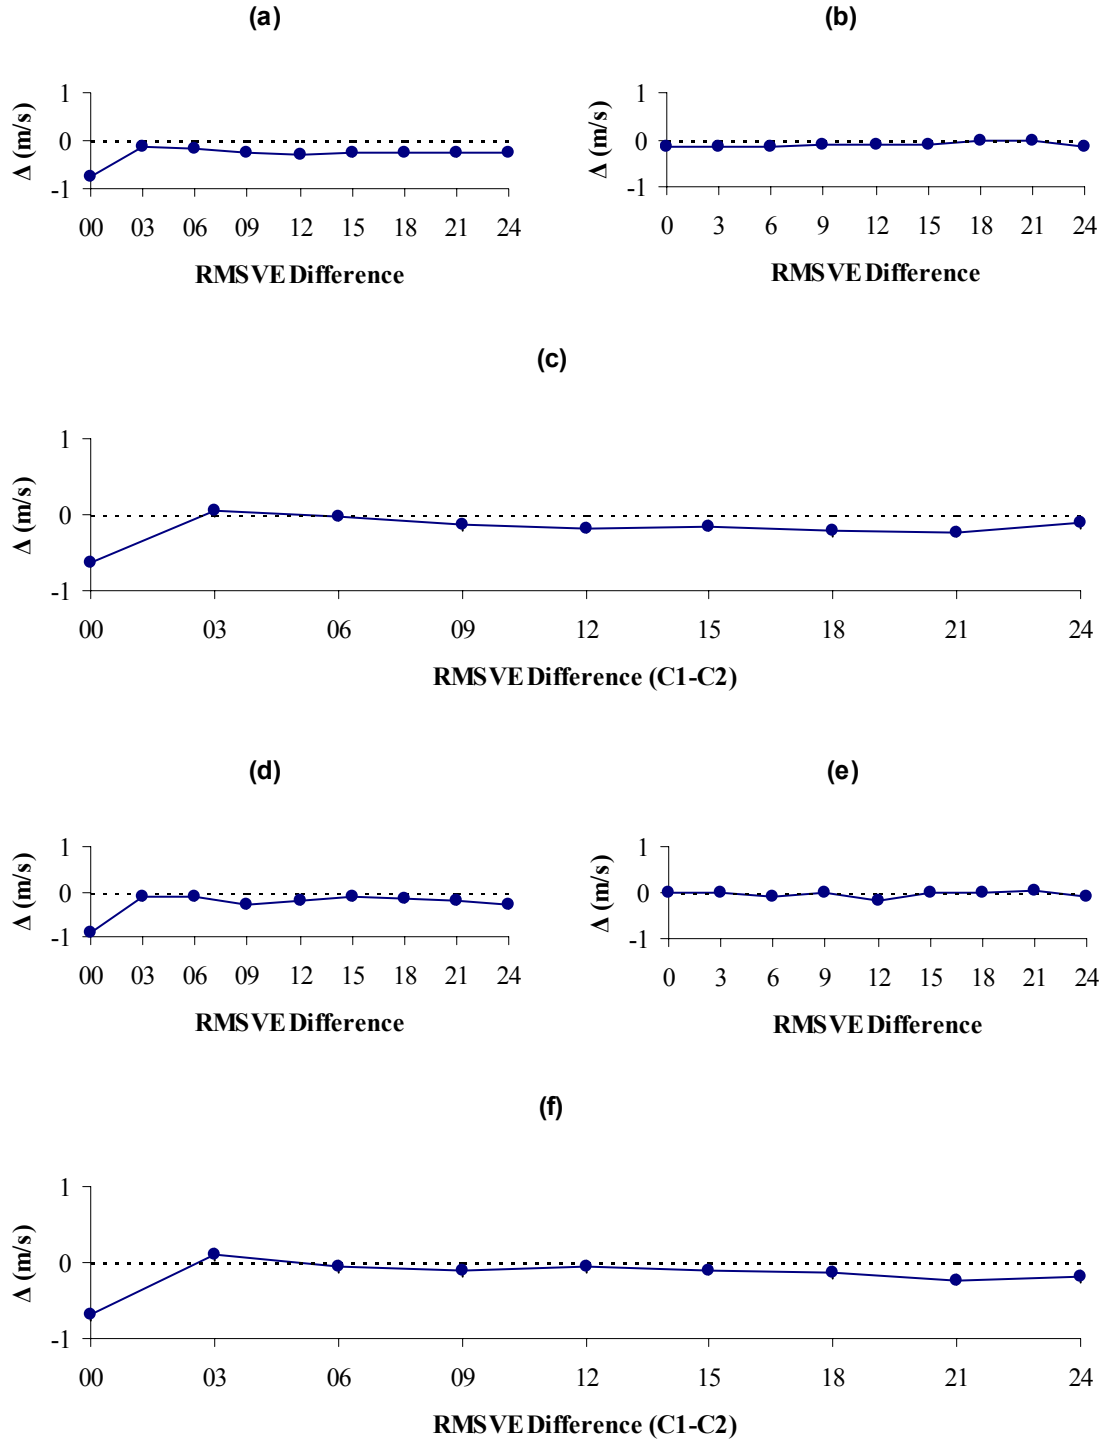 (a)
Δ (m/s)
1
0
-1
00 03 06 09 12 15 18 21 24
RMSVE Difference
(b)
Δ (m/s)
1
0
-1
0 3 6 9 12 15 18 21 24
RMSVE Difference
(c)
Δ (m/s)
1
0
-1
00 03 06 09 12 15 18 21 24
RMSVE Difference (C1-C2)
(d)
Δ (m/s)
1
0
-1
00 03 06 09 12 15 18 21 24
RMSVE Difference
(e)
Δ (m/s)
1
0
-1
0 3 6 9 12 15 18 21 24
RMSVE Difference
(f)
Δ (m/s)
1
0
-1
00 03 06 09 12 15 18 21 24
RMSVE Difference (C1-C2)